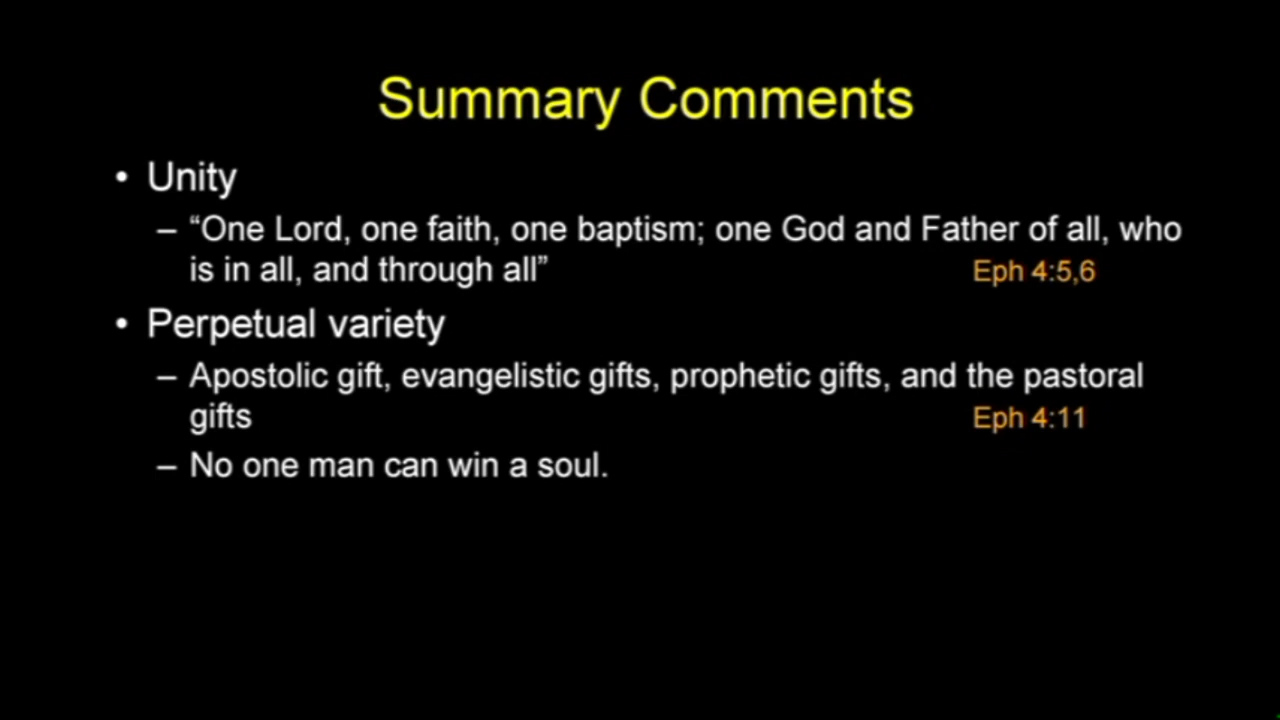 Summary Comments
• Unity
– “One Lord, one faith, one baptism; one God and Father of all, who
is in all, and through all” Eph 4:5,6
• Perpetual variety
– Apostolic gift, evangelistic gifts, prophetic gifts, and the pastoral
gifts Eph 4:11
– No one man can win a soul.